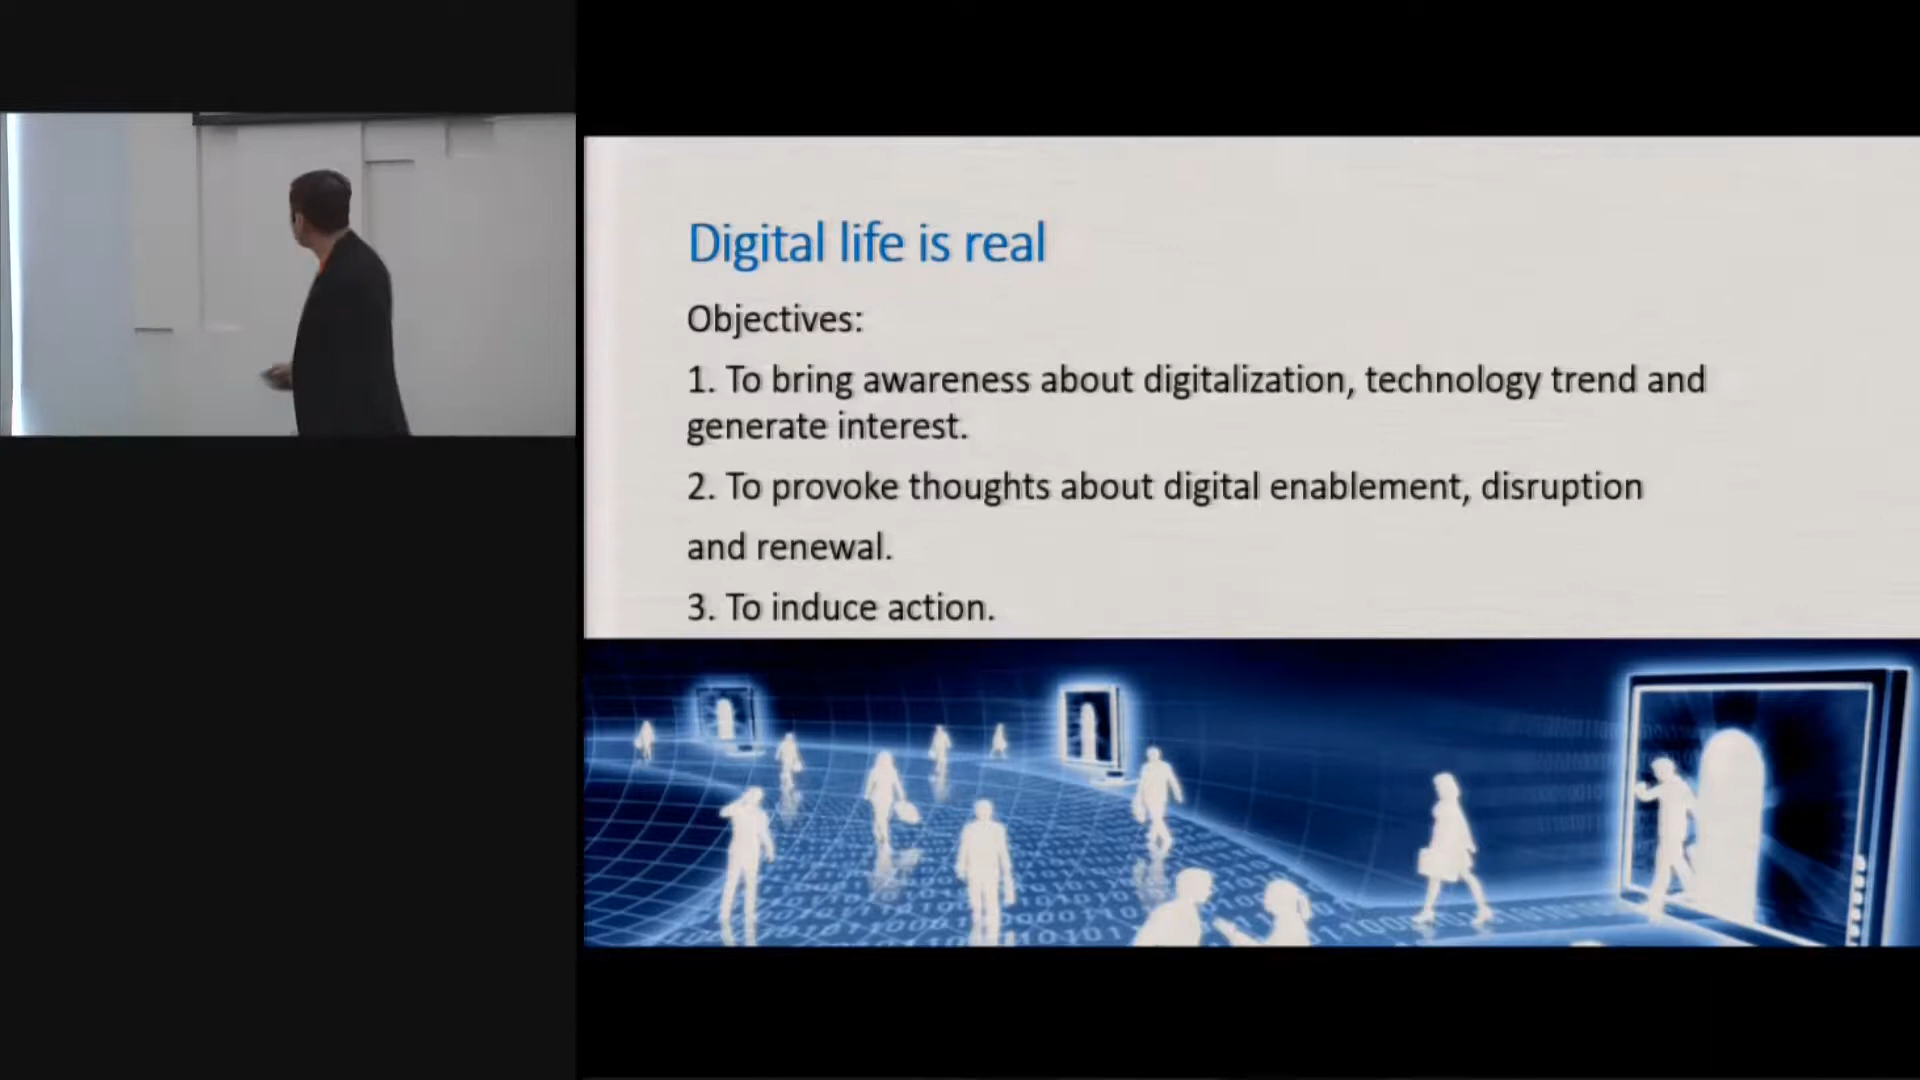 Digital life is real
Objectives:
1. To bring awareness about digitalization, technology trend and
generate interest.
2. To provoke thoughts about digital enablement, disruption
and renewal.
3. To induce action.